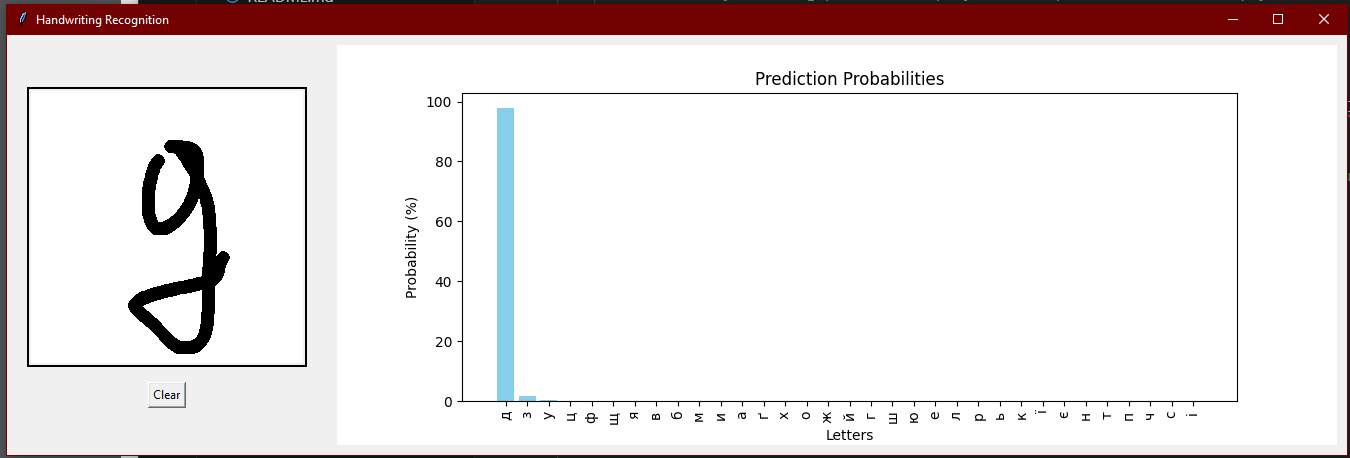 Handwriting Recognition
Prediction Probabilities
д
Clear
Probability (%)
100
80
60
40
20
0
д з у ц ф щ я в б м и а ґ х о ж й г ш ю е л р ь к ї є н т п ч с і
Letters